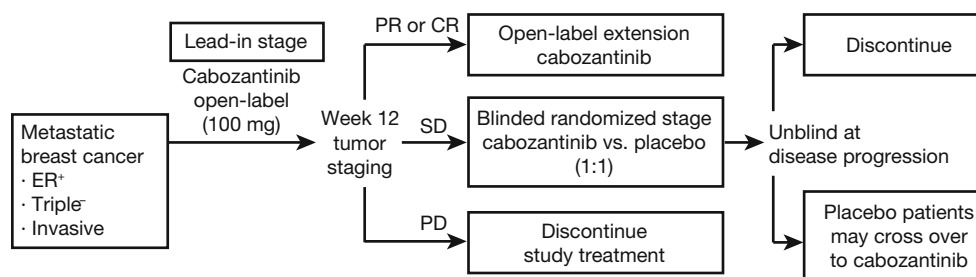 Lead-in stage
Cabozantinib
open-label
(100 mg)
Metastatic
breast cancer
· ER⁺
· Triple⁻
· Invasive
Week 12
tumor
staging
PR or CR
Open-label extension
cabozantinib
SD
Blinded randomized stage
cabozantinib vs. placebo
(1:1)
PD
Discontinue
study treatment
Discontinue
Unblind at
disease progression
Placebo patients
may cross over
to cabozantinib